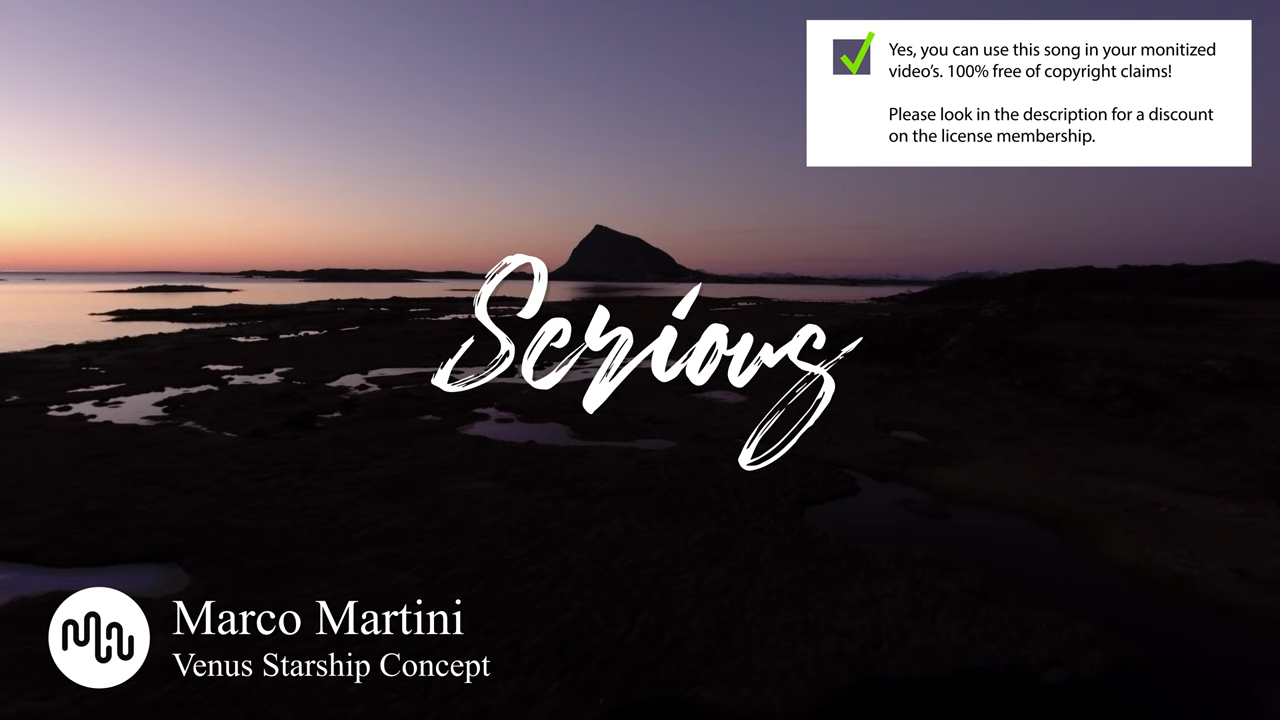 Yes, you can use this song in your monitized
video's. 100% free of copyright claims!
Please look in the description for a discount
on the license membership.
Serious
Marco Martini
Venus Starship Concept